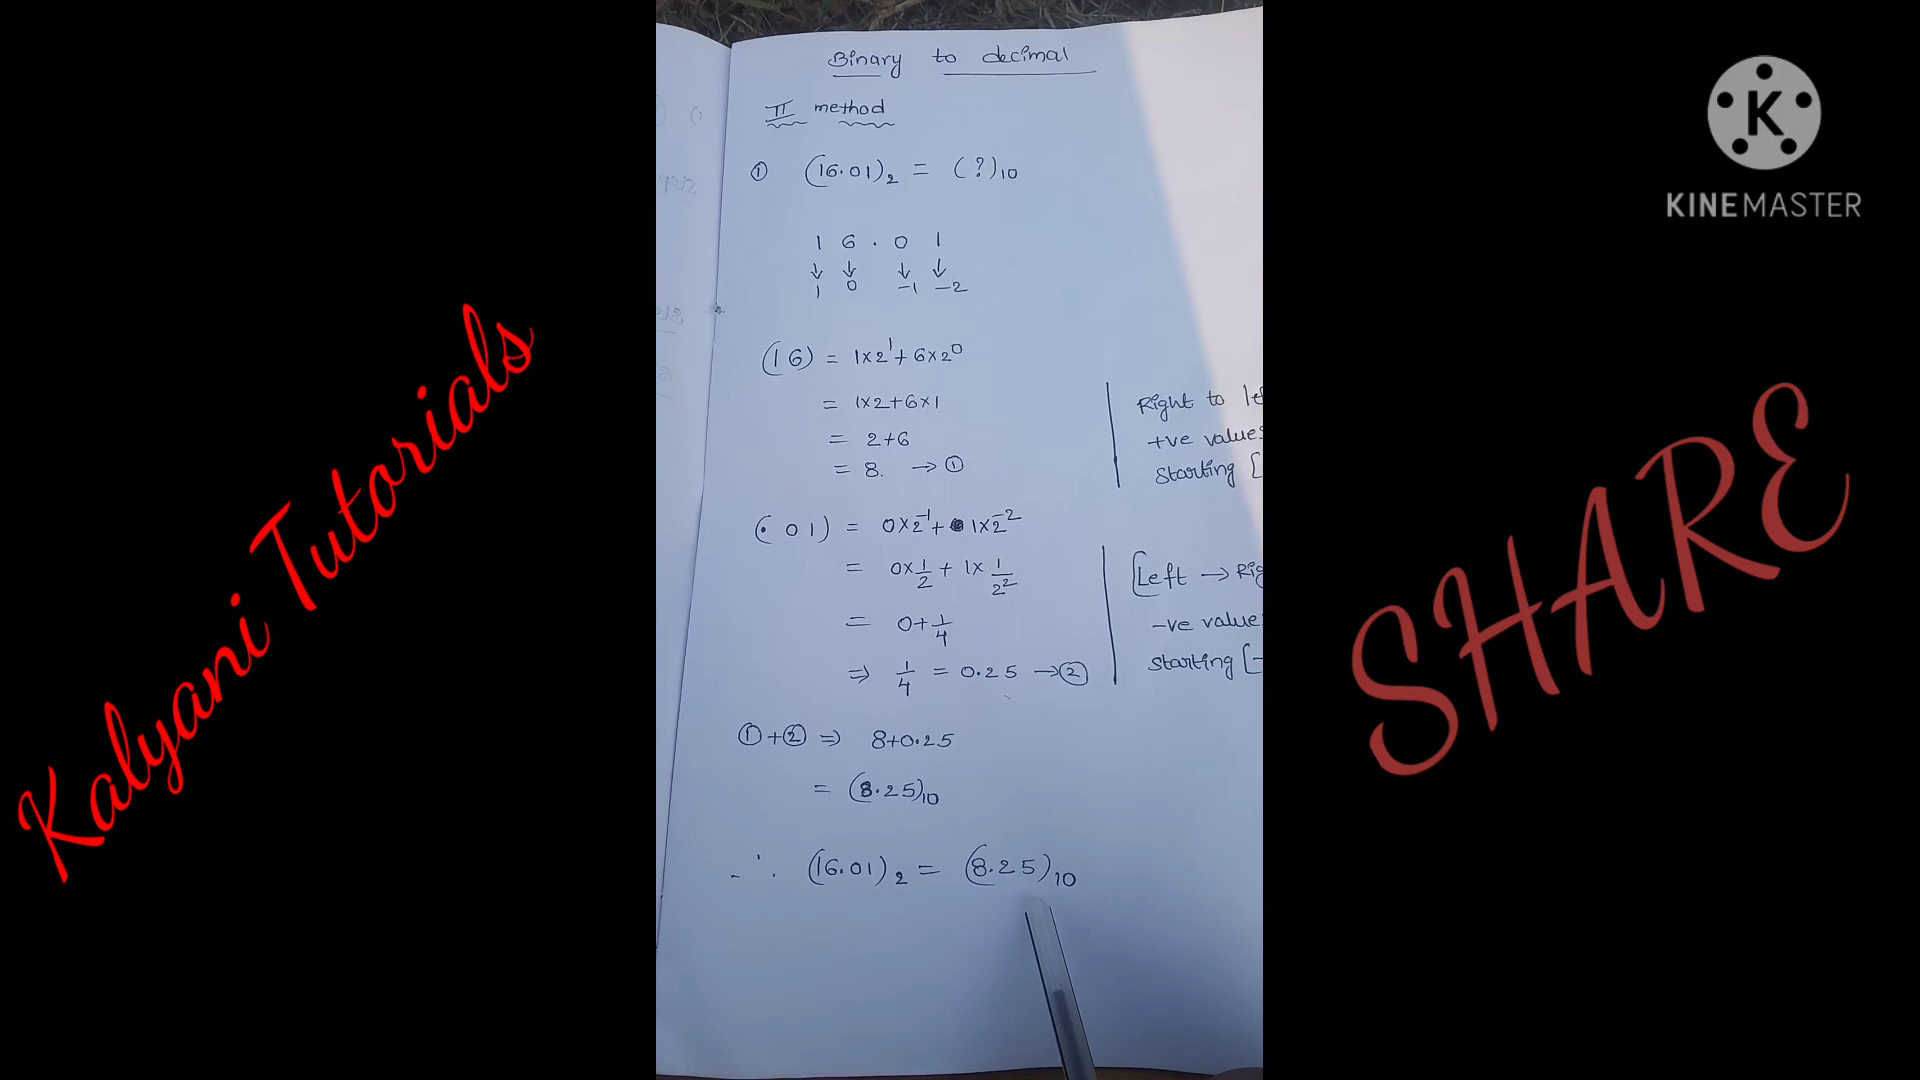 Binary to decimal
II method
① (16.01)₂ = (?)₁₀
1 6 . 0 1
↓ ↓ ↓ ↓
1 0 -1 -2
(16) = 1×2¹+6×2⁰
= 1×2+6×1
= 2+6
= 8. → ①
Right to
+ve
starting [
(.01) = 0×2⁻¹+1×2⁻²
= 0×1/2 + 1×1/2²
= 0+1/4
⇒ 1/4 = 0.25 → ②
[Left →
-ve
starting [-
①+② ⇒ 8+0.25
= (8.25)₁₀
∴ (16.01)₂ = (8.25)₁₀
Kalyani Tutorials
K
KINEMASTER
SHARE